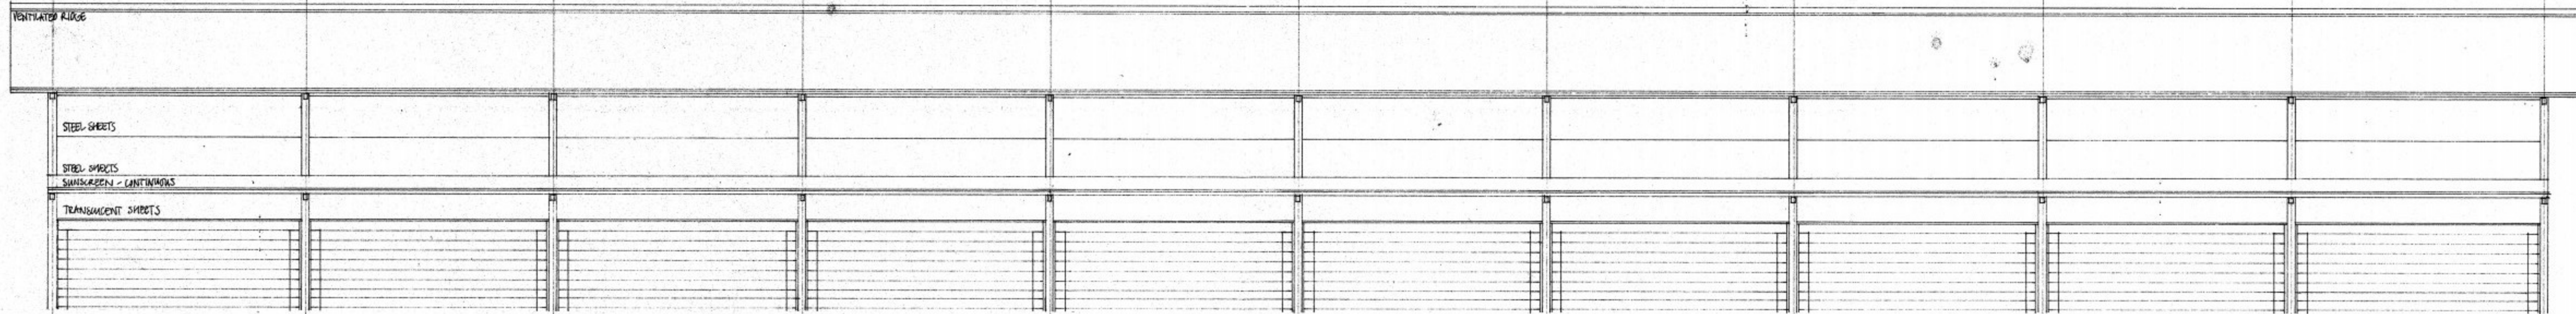 VENTILATED RIDGE
STEEL SHEETS
STEEL SHEETS
SUNSCREEN - CONTINUOUS
TRANSLUCENT SHEETS